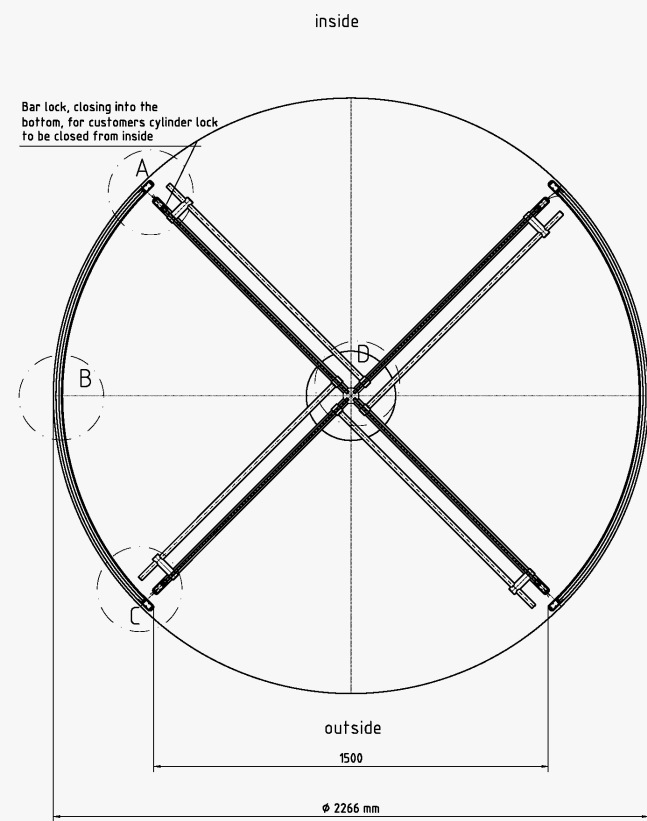 inside
Bar lock, closing into the
bottom, for customers cylinder lock
to be closed from inside
A
D
B
C
outside
1500
ø 2266 mm